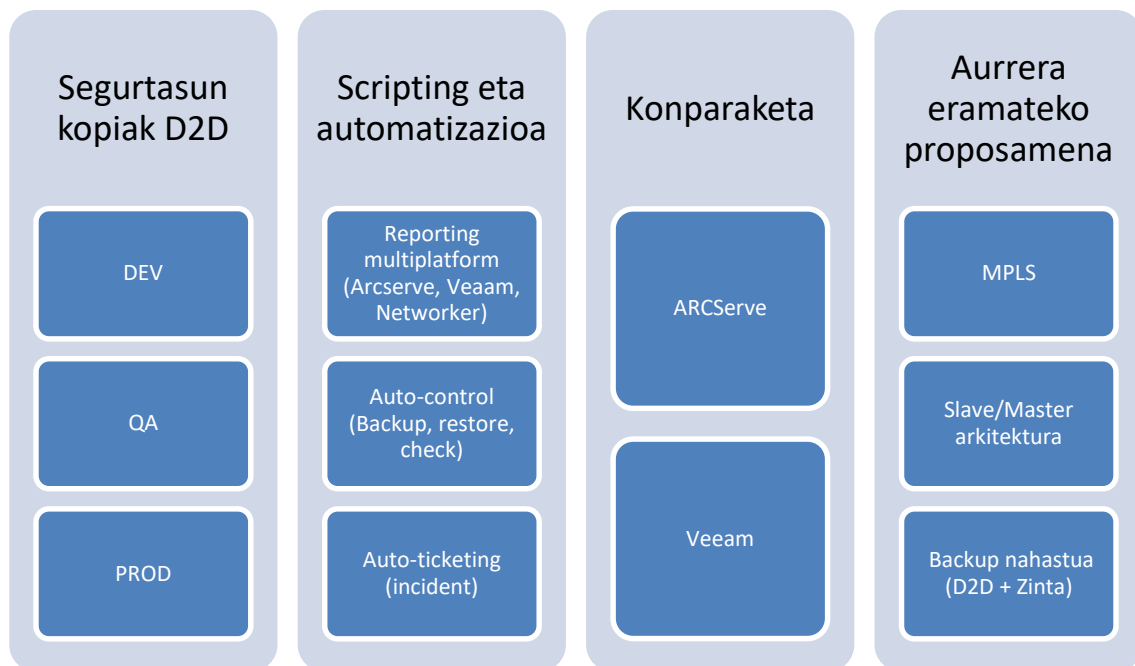 Segurtasun
kopiak D2D
DEV
QA
PROD
Scripting eta
automatizazioa
Reporting
multiplatform
(Arcserve, Veaam,
Networker)
Auto-control
(Backup, restore,
check)
Auto-ticketing
(incident)
Konparaketa
ARCServe
Veeam
Aurrera
eramateko
proposamena
MPLS
Slave/Master
arkitektura
Backup nahastua
(D2D + Zinta)